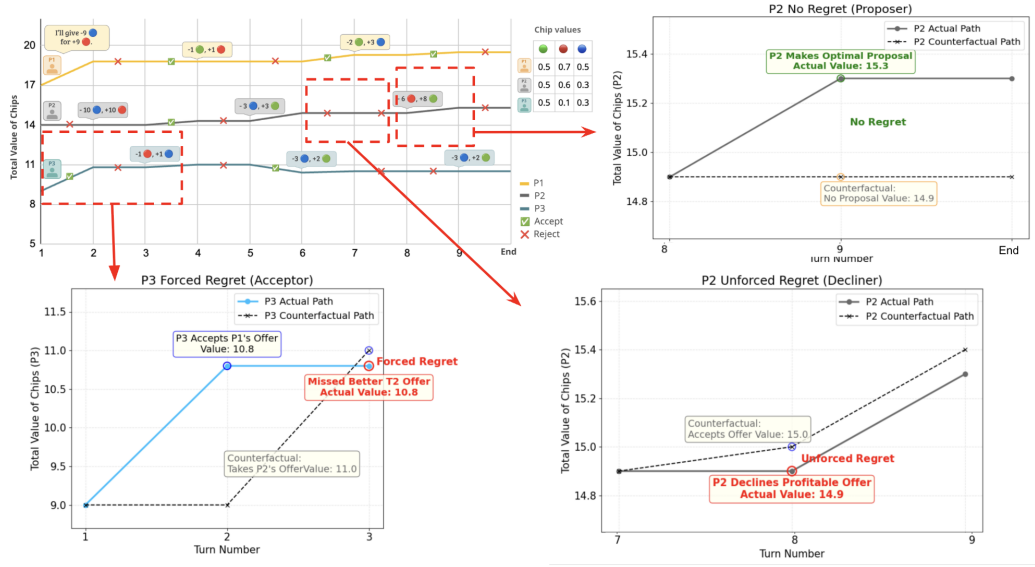 I'll give -9 🔵
for +9 🔴.
-1 🔴, +1 🟢
-2 🟢, +3 🔵
- 10 🔵, +10 🔴
- 3 🔵, +3 🟢
- 6 🔴, +8 🟢
-1 🔴, +1 🔵
-3 🔵, +2 🟢
-3 🔵, +2 🟢
P1
P2
P3
Total Value of Chips
20
17
14
11
8
5
1 2 3 4 5 6 7 8 9 End
Chip values
P1 0.5 0.7 0.5
P2 0.5 0.6 0.3
P3 0.5 0.1 0.3
P1
P2
P3
Accept
Reject
P2 No Regret (Proposer)
P2 Actual Path
P2 Counterfactual Path
P2 Makes Optimal Proposal
Actual Value: 15.3
No Regret
Counterfactual:
No Proposal Value: 14.9
Total Value of Chips (P2)
15.4
15.2
15.0
14.8
8 9 End
Turn Number
P3 Forced Regret (Acceptor)
P3 Actual Path
P3 Counterfactual Path
P3 Accepts P1's Offer
Value: 10.8
Forced Regret
Missed Better T2 Offer
Actual Value: 10.8
Counterfactual:
Takes P2's OfferValue: 11.0
Total Value of Chips (P3)
11.5
11.0
10.5
10.0
9.5
9.0
1 2 3
Turn Number
P2 Unforced Regret (Decliner)
P2 Actual Path
P2 Counterfactual Path
Counterfactual:
Accepts Offer Value: 15.0
Unforced Regret
P2 Declines Profitable Offer
Actual Value: 14.9
Total Value of Chips (P2)
15.6
15.4
15.2
15.0
14.8
7 8 9
Turn Number